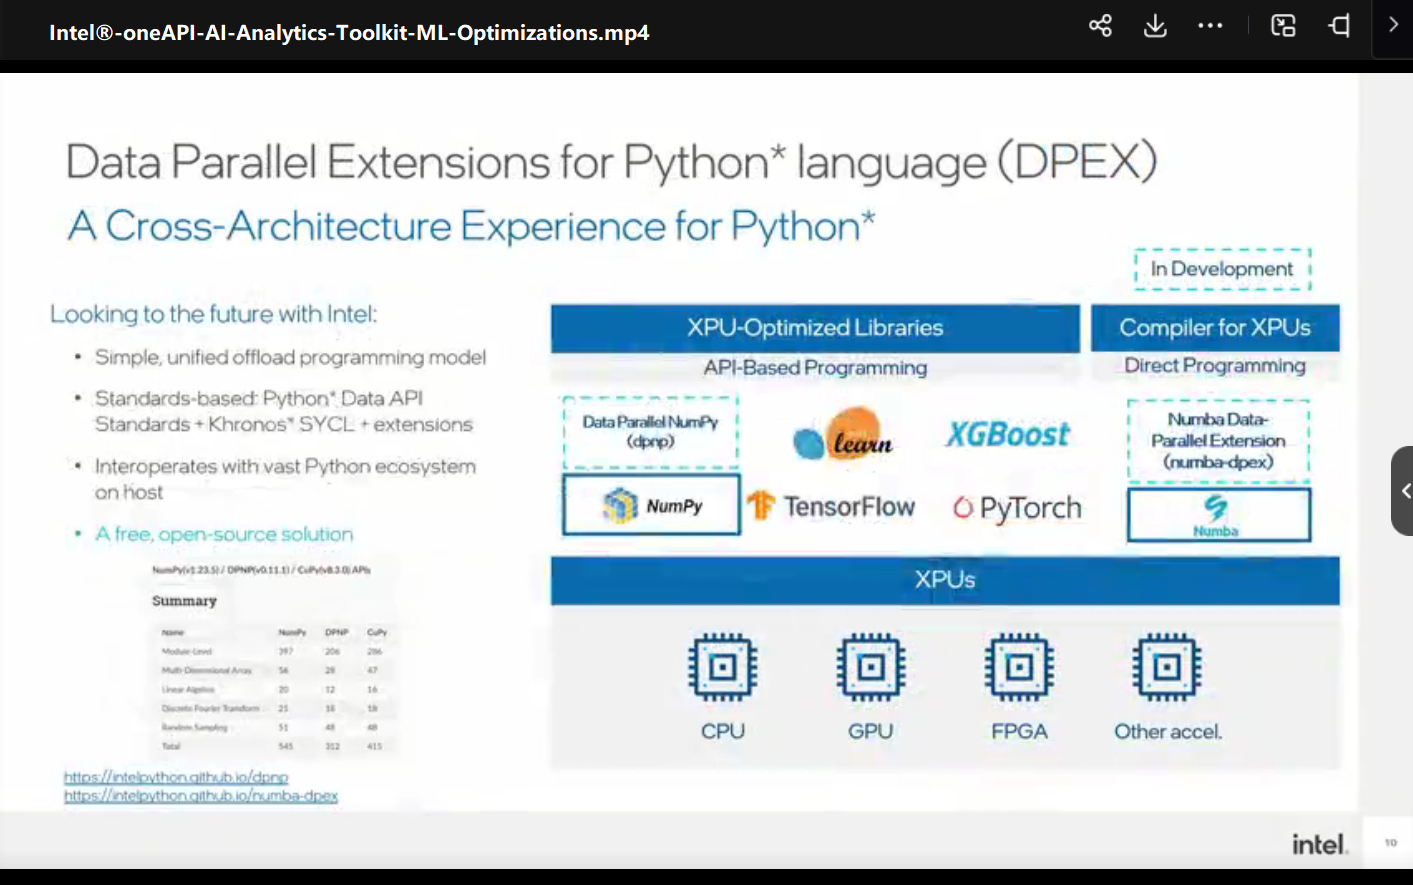 Intel®-oneAPI-AI-Analytics-Toolkit-ML-Optimizations.mp4
Data Parallel Extensions for Python* language (DPEX)
A Cross-Architecture Experience for Python*
In Development
Looking to the future with Intel:
• Simple, unified offload programming model
• Standards-based: Python* Data API
Standards + Khronos* SYCL + extensions
• Interoperates with vast Python ecosystem
on host
• A free, open-source solution
XPU-Optimized Libraries
API-Based Programming
Compiler for XPUs
Direct Programming
Data Parallel NumPy
(dpnp)
learn
XGBoost
Numba Data-
Parallel Extension
(numba-dpex)
NumPy
TensorFlow
PyTorch
Numba
XPUs
CPU
GPU
FPGA
Other accel.
NumPy(v1.23.5) / DPNP(v0.11.1) / CuPy(v8.3.0) APIs
Summary
Name NumPy DPNP CuPy
Module-Level 397 206 286
Multi-Dimensional Array 56 28 47
Linear Algebra 20 12 16
Discrete Fourier Transform 21 18 18
Random Sampling 51 48 48
Total 545 312 415
https://intelpython.github.io/dpnp
https://intelpython.github.io/numba-dpex
intel.
10